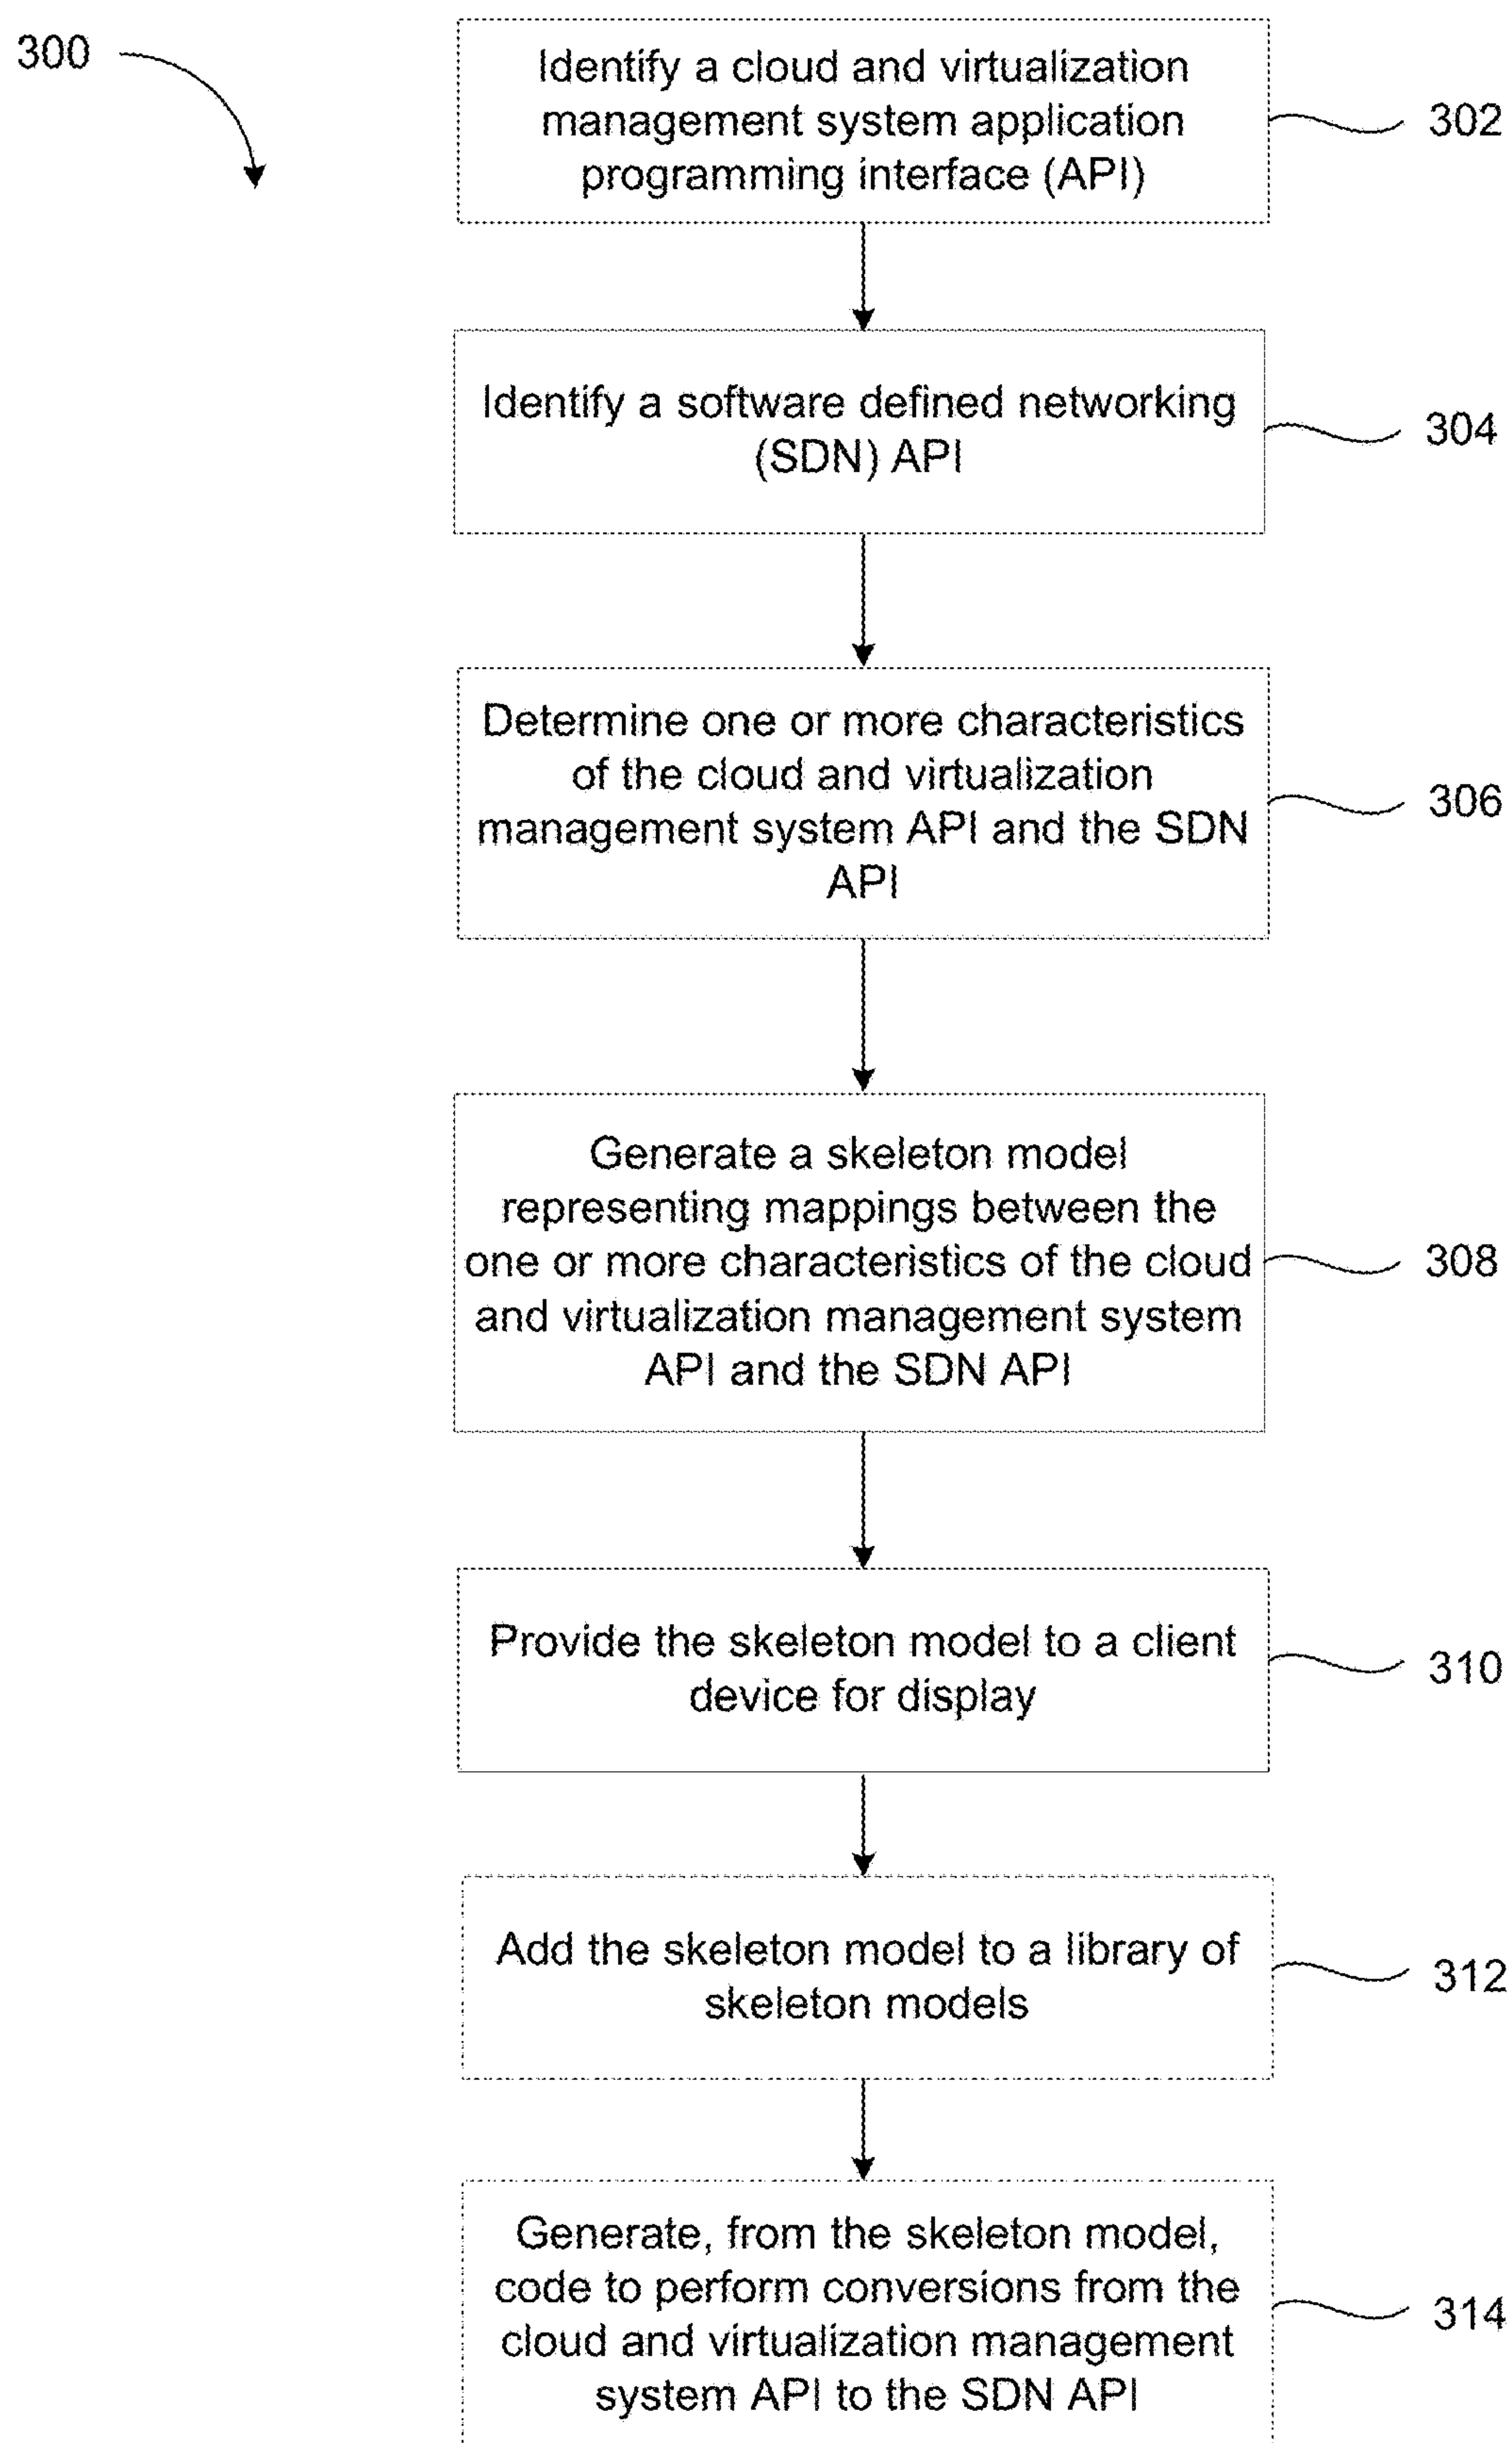 300
Identify a cloud and virtualization
management system application
programming interface (API)
302
Identify a software defined networking
(SDN) API
304
Determine one or more characteristics
of the cloud and virtualization
management system API and the SDN
API
306
Generate a skeleton model
representing mappings between the
one or more characteristics of the cloud
and virtualization management system
API and the SDN API
308
Provide the skeleton model to a client
device for display
310
Add the skeleton model to a library of
skeleton models
312
Generate, from the skeleton model,
code to perform conversions from the
cloud and virtualization management
system API to the SDN API
314